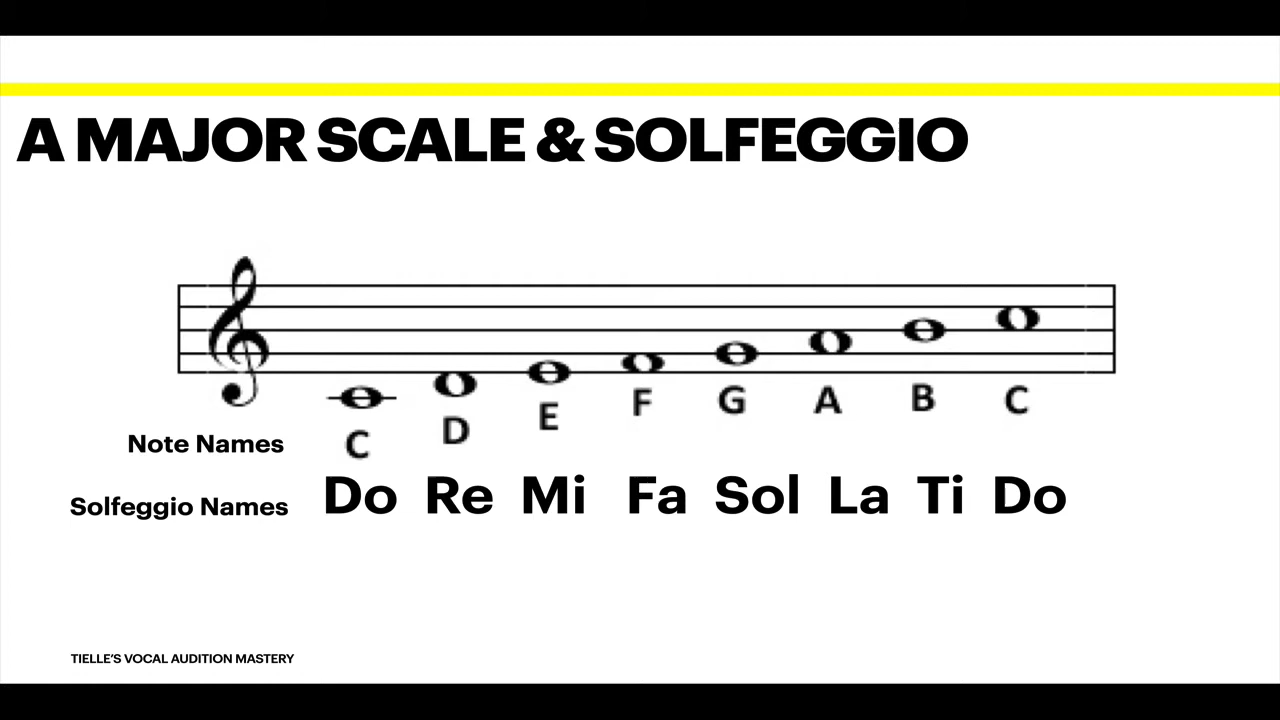 A MAJOR SCALE & SOLFEGGIO
Note Names C D E F G A B C
Solfeggio Names Do Re Mi Fa Sol La Ti Do
TIELLE'S VOCAL AUDITION MASTERY